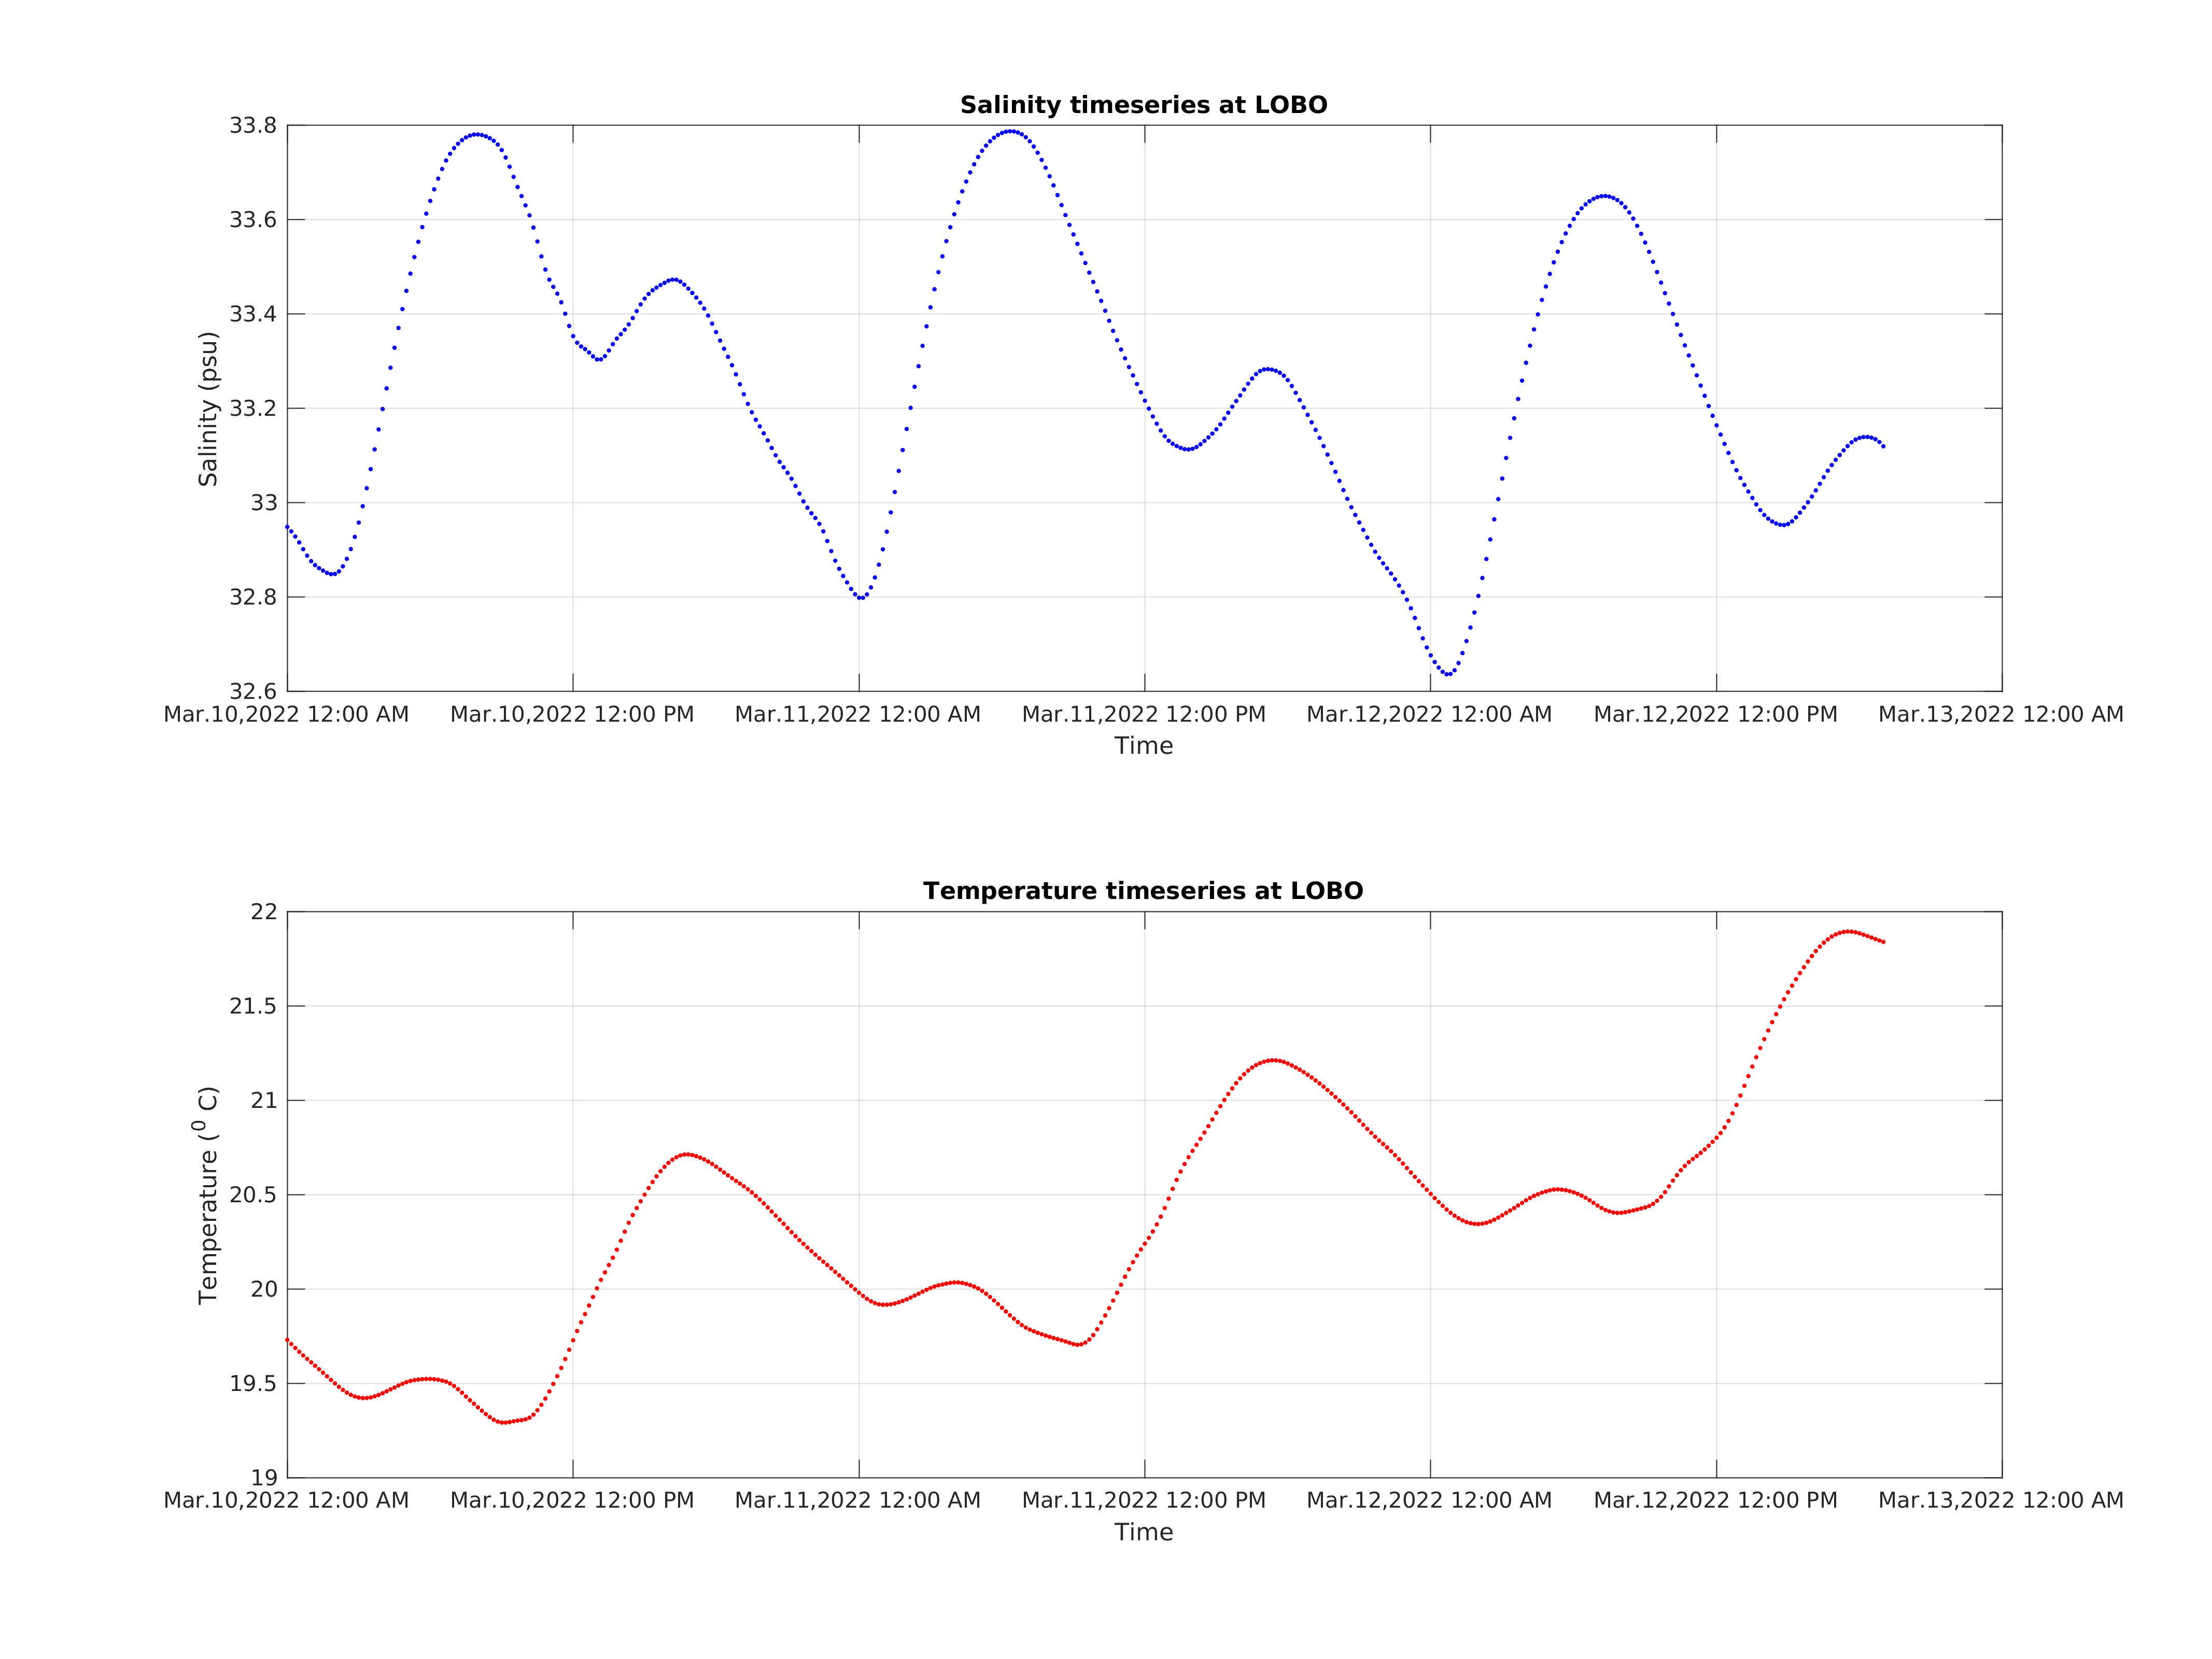 Salinity timeseries at LOBO
33.8
33.6
33.4
33.2
33
32.8
32.6
Salinity (psu)
Mar.10,2022 12:00 AM Mar.10,2022 12:00 PM Mar.11,2022 12:00 AM Mar.11,2022 12:00 PM Mar.12,2022 12:00 AM Mar.12,2022 12:00 PM Mar.13,2022 12:00 AM
Time
Temperature timeseries at LOBO
22
21.5
21
20.5
20
19.5
19
Temperature (⁰ C)
Mar.10,2022 12:00 AM Mar.10,2022 12:00 PM Mar.11,2022 12:00 AM Mar.11,2022 12:00 PM Mar.12,2022 12:00 AM Mar.12,2022 12:00 PM Mar.13,2022 12:00 AM
Time